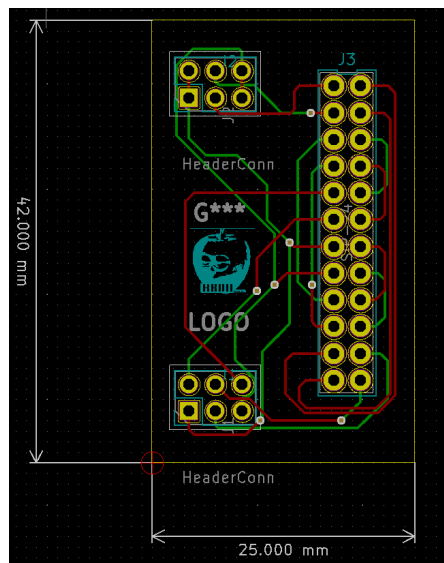 J3
HeaderConn
G***
LOGO
HeaderConn
42.000 mm
25.000 mm